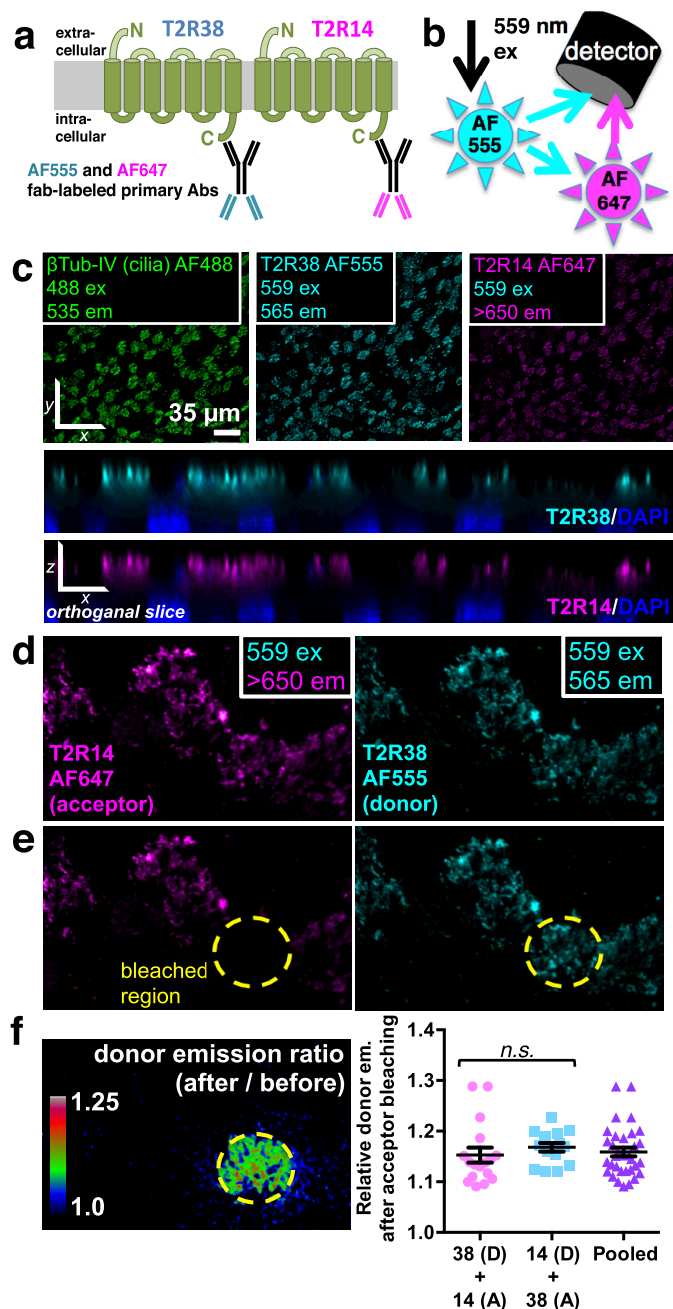 a
extra-
cellular
N
T2R38
N
T2R14
intra-
cellular
C
C
AF555 and AF647
fab-labeled primary Abs
b
559 nm
ex
detector
AF
555
AF
647
c
βTub-IV (cilia) AF488
488 ex
535 em
T2R38 AF555
559 ex
565 em
T2R14 AF647
559 ex
>650 em
y
x
35 µm
T2R38/DAPI
z
x
orthoganal slice
T2R14/DAPI
d
559 ex
>650 em
T2R14
AF647
(acceptor)
559 ex
565 em
T2R38
AF555
(donor)
e
bleached
region
f
donor emission ratio
(after / before)
1.25
1.0
Relative donor em.
after acceptor bleaching
1.4
1.3
1.2
1.1
1.0
n.s.
38 (D)
+
14 (A)
14 (D)
+
38 (A)
Pooled